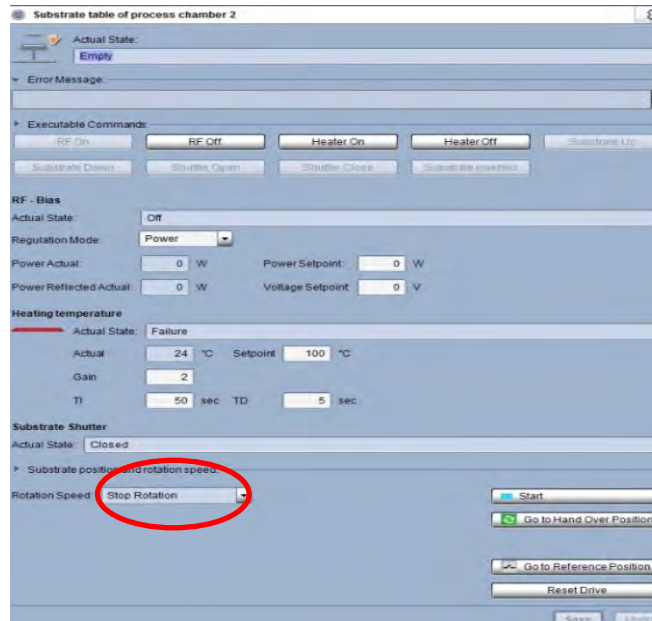 Substrate table of process chamber 2
Actual State:
Empty
Error Message:
Executable Commands:
RF On RF Off Heater On Heater Off Substrate Up
Substrate Down Shutter Open Shutter Close Substrate inserted
RF - Bias
Actual State: Off
Regulation Mode: Power
Power Actual: 0 W Power Setpoint: 0 W
Power Reflected Actual: 0 W Voltage Setpoint: 0 V
Heating temperature
Actual State: Failure
Actual 24 °C Setpoint 100 °C
Gain 2
TI 50 sec TD 5 sec
Substrate Shutter
Actual State: Closed
Substrate position and rotation speed:
Rotation Speed: Stop Rotation Start
Go to Hand Over Position
Go to Reference Position
Reset Drive
Save